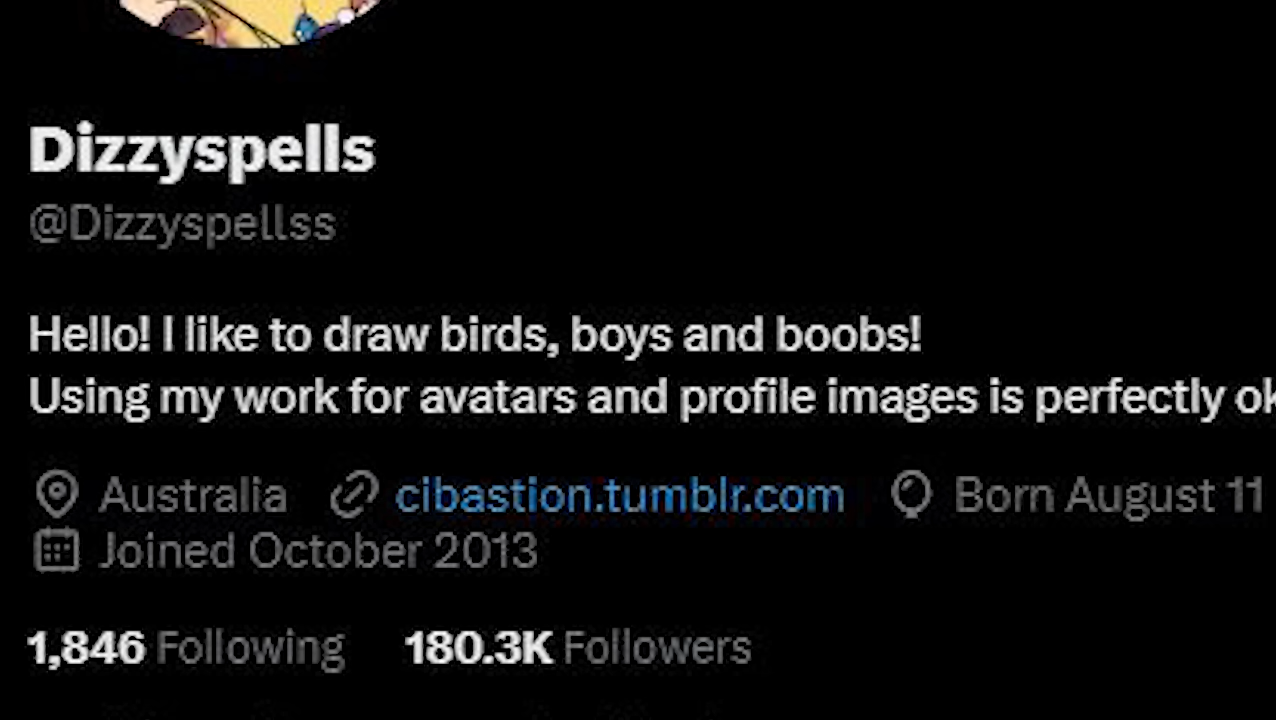 Dizzyspells
@Dizzyspellss
Hello! I like to draw birds, boys and boobs!
Using my work for avatars and profile images is perfectly ok
Australia cibastion.tumblr.com Born August 11
Joined October 2013
1,846 Following 180.3K Followers